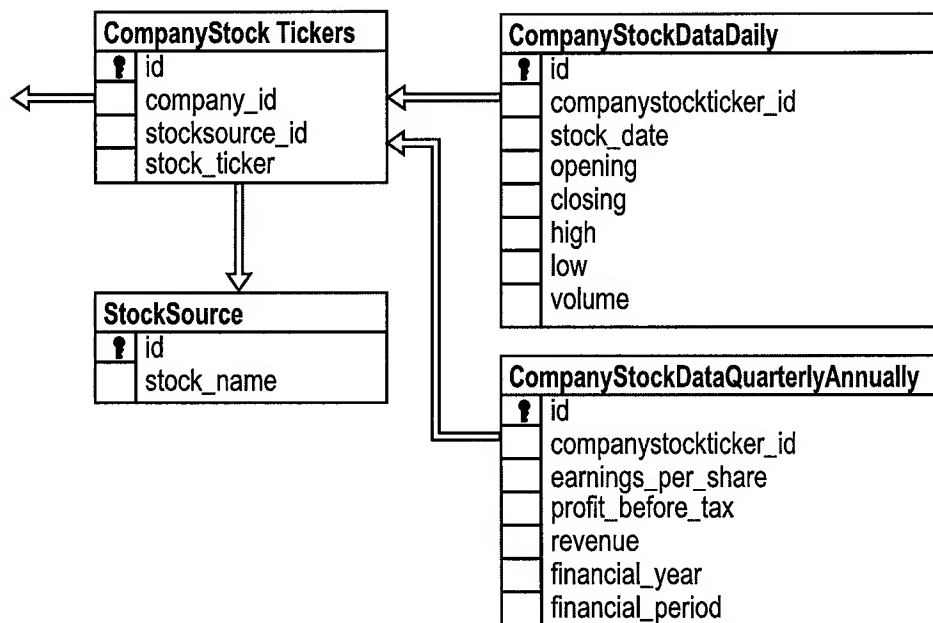 CompanyStock Tickers
id
company_id
stocksource_id
stock_ticker
StockSource
id
stock_name
CompanyStockDataDaily
id
companystockticker_id
stock_date
opening
closing
high
low
volume
CompanyStockDataQuarterlyAnnually
id
companystockticker_id
earnings_per_share
profit_before_tax
revenue
financial_year
financial_period